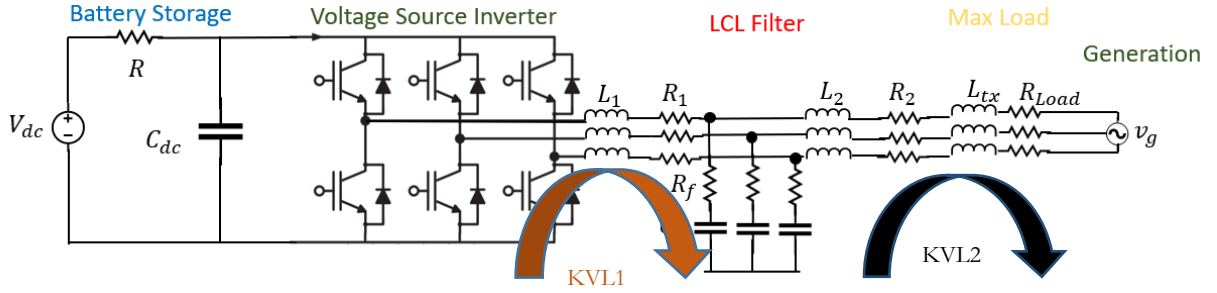 Battery Storage
Voltage Source Inverter
LCL Filter
Max Load
Generation
R
V_dc
+
−
C_dc
L_1
R_1
R_f
L_2
R_2
L_tx
R_Load
v_g
KVL1
KVL2